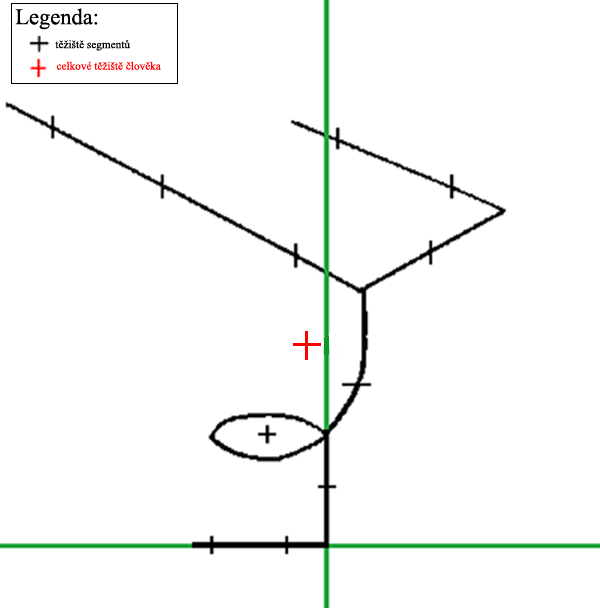 Legenda:
těžiště segmentů
celkové těžiště člověka